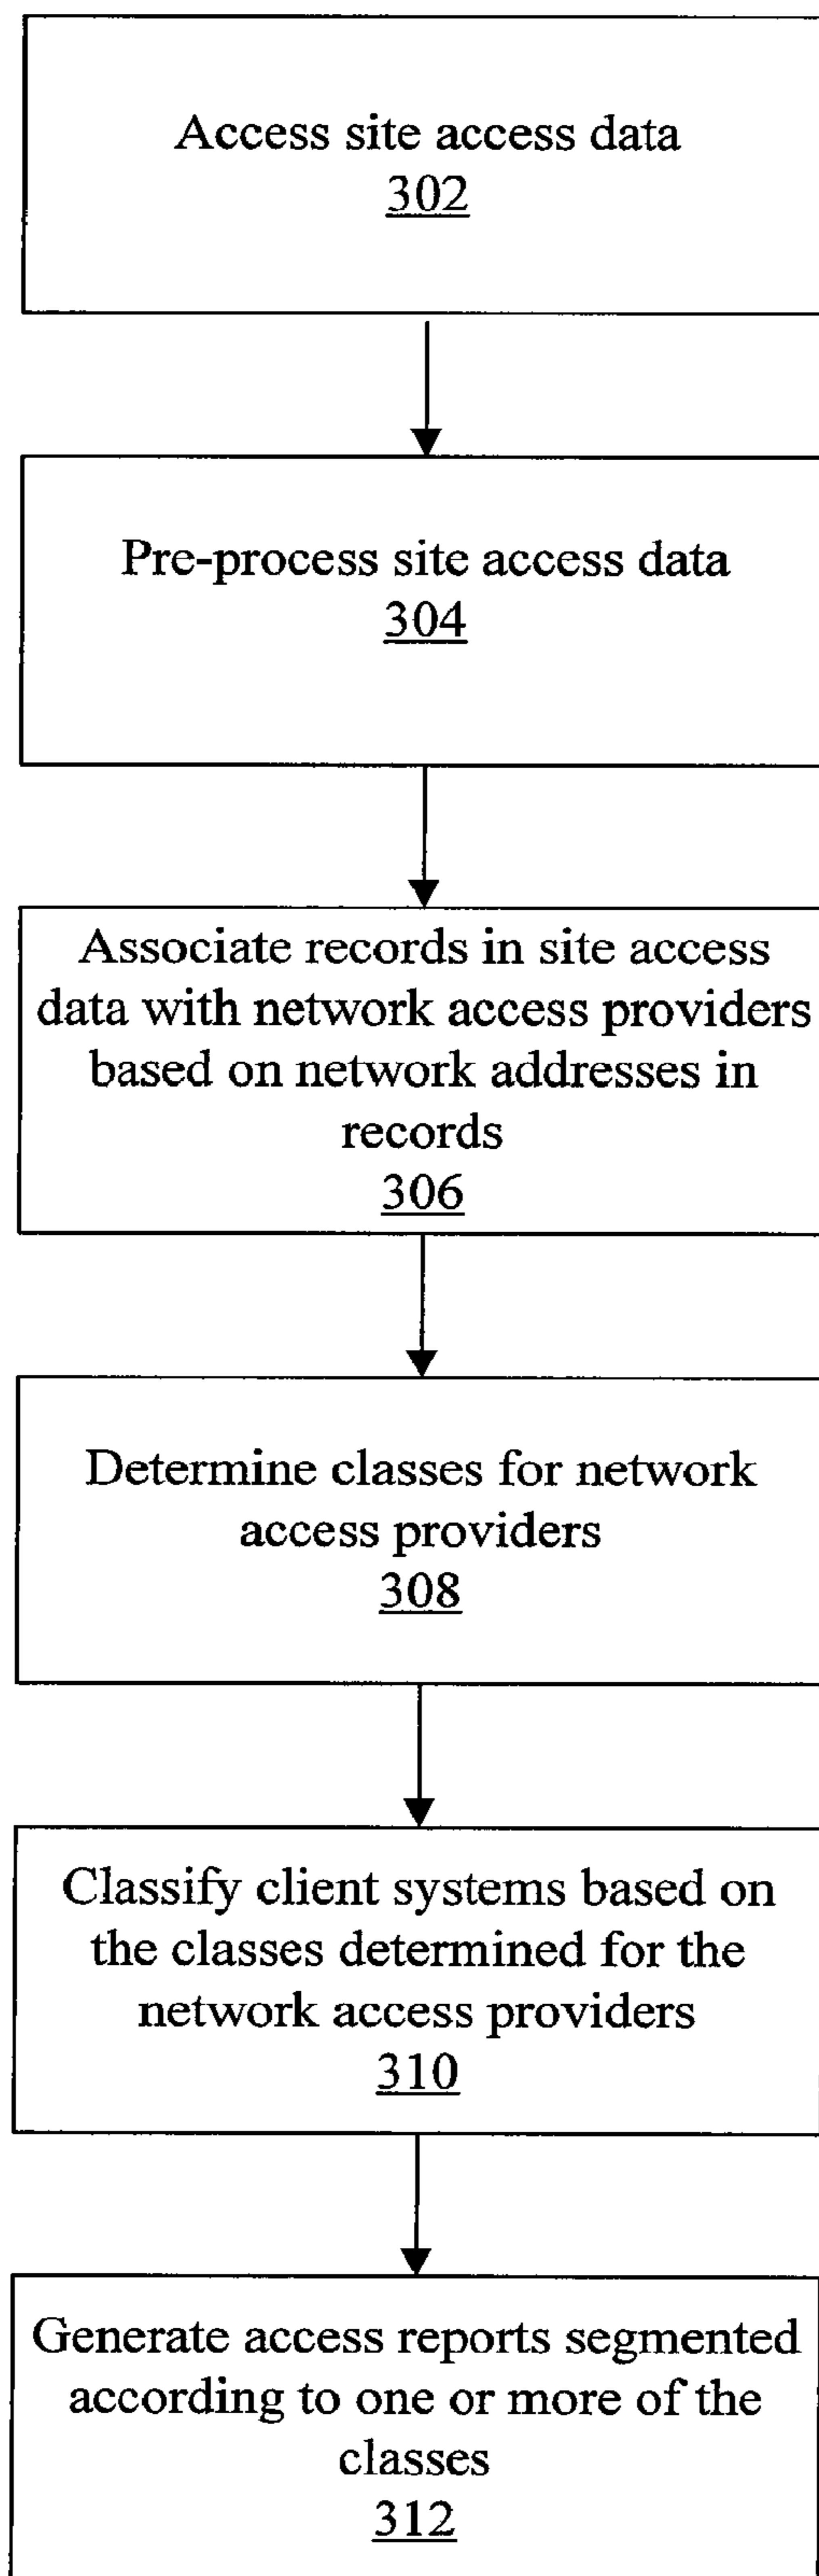 Access site access data
302
Pre-process site access data
304
Associate records in site access
data with network access providers
based on network addresses in
records
306
Determine classes for network
access providers
308
Classify client systems based on
the classes determined for the
network access providers
310
Generate access reports segmented
according to one or more of the
classes
312